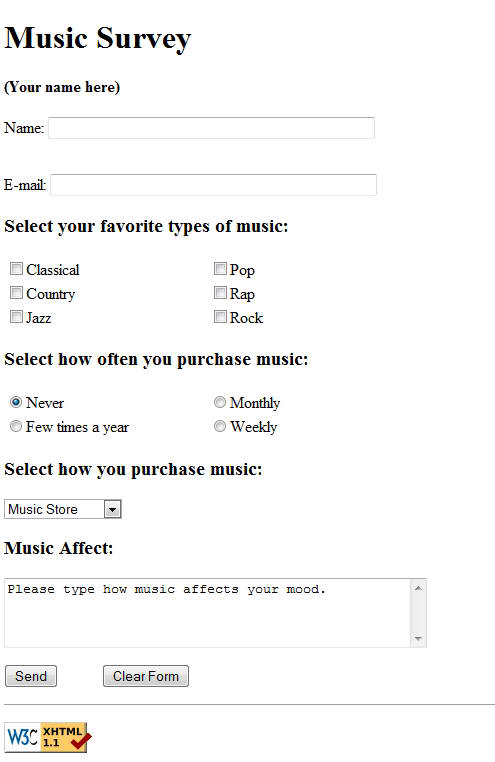 Music Survey
(Your name here)
Name:
E-mail:
Select your favorite types of music:
Classical Pop
Country Rap
Jazz Rock
Select how often you purchase music:
Never Monthly
Few times a year Weekly
Select how you purchase music:
Music Store
Music Affect:
Please type how music affects your mood.
Send Clear Form
W3C XHTML
1.1